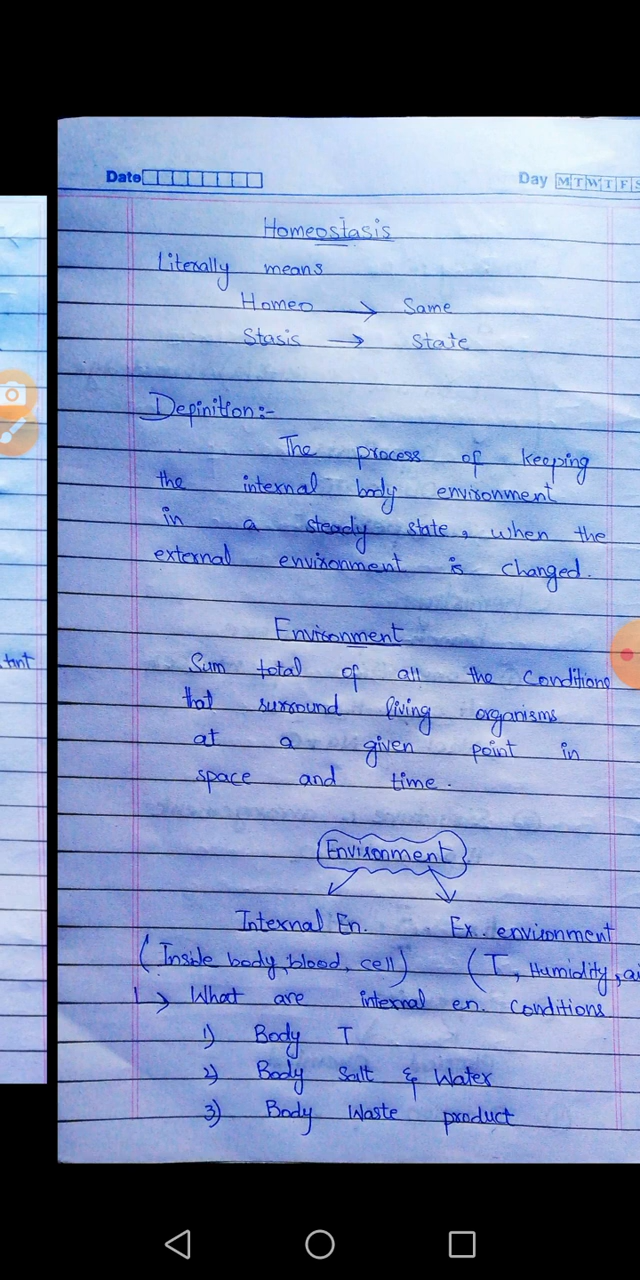 Date
Day M T W T F S
Homeostasis
Literally means
Homeo → Same
Stasis → State
Definition:-
The process of keeping
the internal body environment
in a steady state, when the
external environment is changed.
tant
Environment
Sum total of all the conditions
that surround living organisms
at a given point in
space and time.
Environment
Internal En. Ex. environment
(Inside body, blood, cell) (T, Humidity, ai
↳ What are internal en. conditions
1) Body T
2) Body Salt & Water
3) Body Waste product